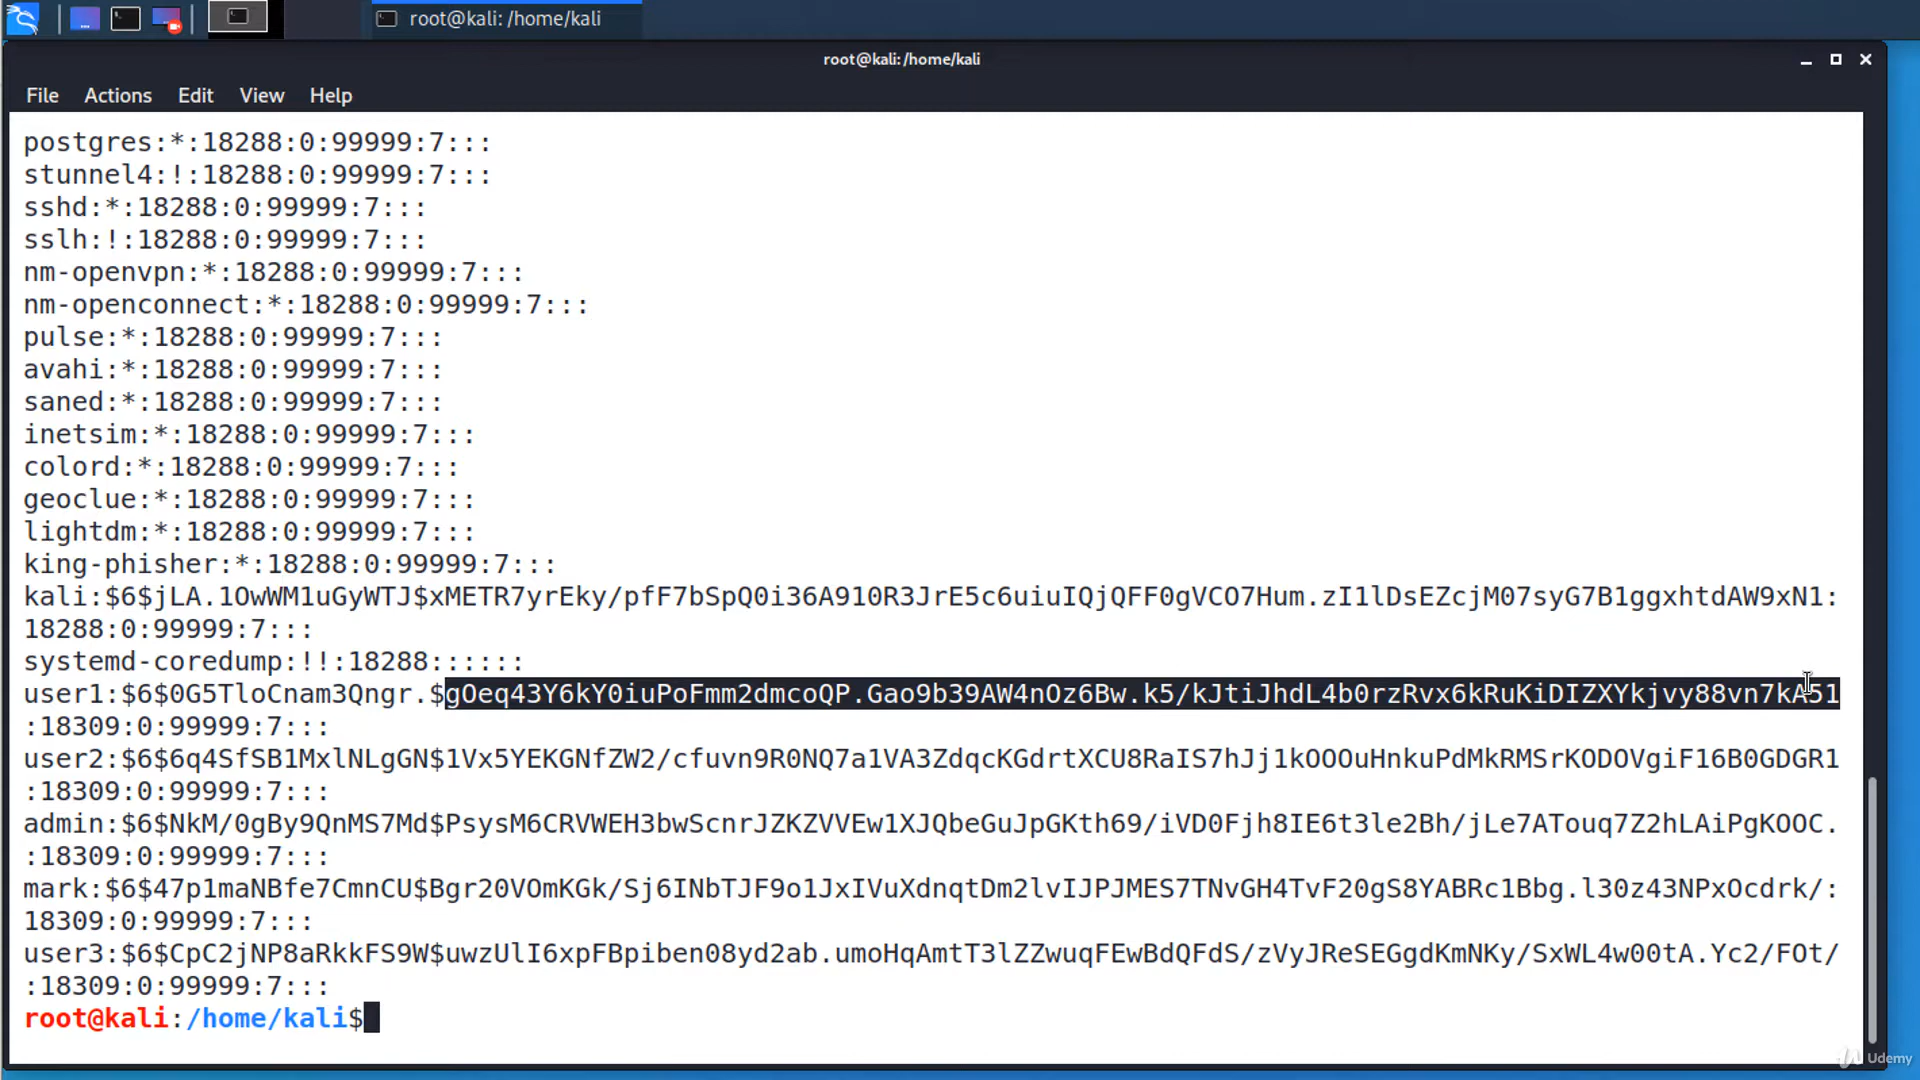 root@kali: /home/kali
root@kali:/home/kali
File Actions Edit View Help
postgres:*:18288:0:99999:7:::
stunnel4:!:18288:0:99999:7:::
sshd:*:18288:0:99999:7:::
sslh:!:18288:0:99999:7:::
nm-openvpn:*:18288:0:99999:7:::
nm-openconnect:*:18288:0:99999:7:::
pulse:*:18288:0:99999:7:::
avahi:*:18288:0:99999:7:::
saned:*:18288:0:99999:7:::
inetsim:*:18288:0:99999:7:::
colord:*:18288:0:99999:7:::
geoclue:*:18288:0:99999:7:::
lightdm:*:18288:0:99999:7:::
king-phisher:*:18288:0:99999:7:::
kali:$6$jLA.1OwWM1uGyWTJ$xMETR7yrEky/pfF7bSpQ0i36A910R3JrE5c6uiuIQjQFF0gVCO7Hum.zI1lDsEZcjM07syG7B1ggxhtdAW9xN1:
18288:0:99999:7:::
systemd-coredump:!!:18288::::::
user1:$6$0G5TloCnam3Qngr.$gOeq43Y6kY0iuPoFmm2dmcoQP.Gao9b39AW4nOz6Bw.k5/kJtiJhdL4b0rzRvx6kRuKiDIZXYkjvy88vn7kA51
:18309:0:99999:7:::
user2:$6$6q4SfSB1MxlNLgGN$1Vx5YEKGNfZW2/cfuvn9R0NQ7a1VA3ZdqcKGdrtXCU8RaIS7hJj1kOOOuHnkuPdMkRMSrKODOVgiF16B0GDGR1
:18309:0:99999:7:::
admin:$6$NkM/0gBy9QnMS7Md$PsysM6CRVWEH3bwScnrJZKZVVEw1XJQbeGuJpGKth69/iVD0Fjh8IE6t3le2Bh/jLe7ATouq7Z2hLAiPgKOOC.
:18309:0:99999:7:::
mark:$6$47p1maNBfe7CmnCU$Bgr20VOmKGk/Sj6INbTJF9o1JxIVuXdnqtDm2lvIJPJMES7TNvGH4TvF20gS8YABRc1Bbg.l30z43NPxOcdrk/:
18309:0:99999:7:::
user3:$6$CpC2jNP8aRkkFS9W$uwzUlI6xpFBpiben08yd2ab.umoHqAmtT3lZZwuqFEwBdQFdS/zVyJReSEGgdKmNKy/SxWL4w00tA.Yc2/FOt/
:18309:0:99999:7:::
root@kali:/home/kali$
Udemy